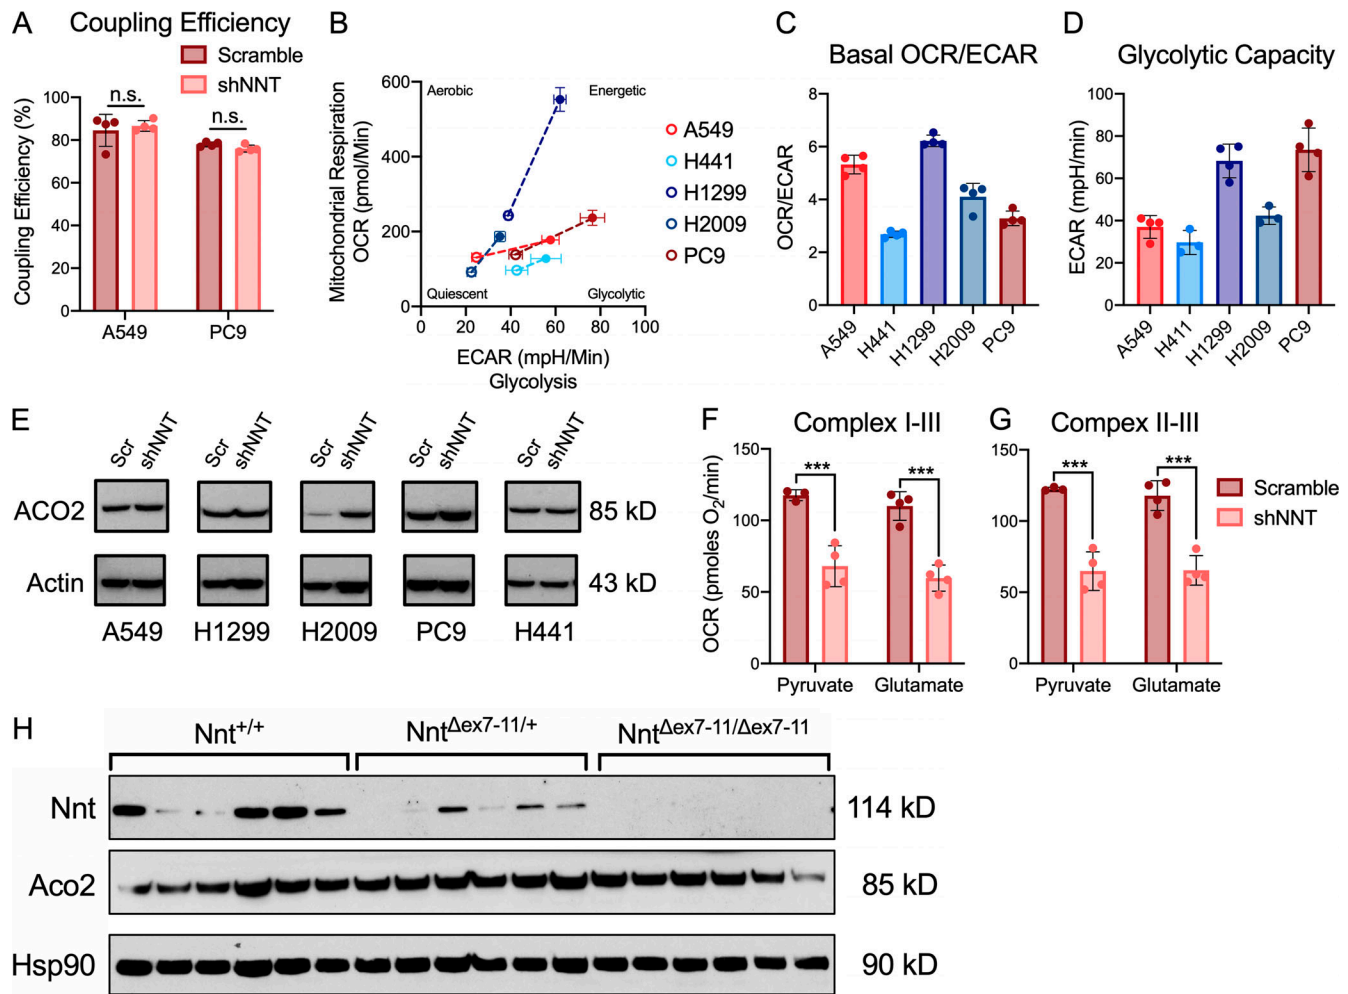 A
Coupling Efficiency
Scramble
shNNT
n.s.
n.s.
Coupling Efficiency (%)
100
80
60
40
20
0
A549
PC9
B
Mitochondrial Respiration
OCR (pmol/Min)
600
400
200
0
Aerobic
Energetic
Quiescent
Glycolytic
0
20
40
60
80
100
ECAR (mpH/Min)
Glycolysis
A549
H441
H1299
H2009
PC9
C
Basal OCR/ECAR
OCR/ECAR
8
6
4
2
0
A549
H441
H1299
H2009
PC9
D
Glycolytic Capacity
ECAR (mpH/min)
100
80
60
40
20
0
A549
H411
H1299
H2009
PC9
E
Scr
shNNT
Scr
shNNT
Scr
shNNT
Scr
shNNT
Scr
shNNT
ACO2
85 kD
Actin
43 kD
A549
H1299
H2009
PC9
H441
F
Complex I-III
OCR (pmoles O₂/min)
150
100
50
0
***
***
Pyruvate
Glutamate
G
Compex II-III
150
100
50
0
***
***
Pyruvate
Glutamate
Scramble
shNNT
H
Nnt+/+
NntΔex7-11/+
NntΔex7-11/Δex7-11
Nnt
114 kD
Aco2
85 kD
Hsp90
90 kD